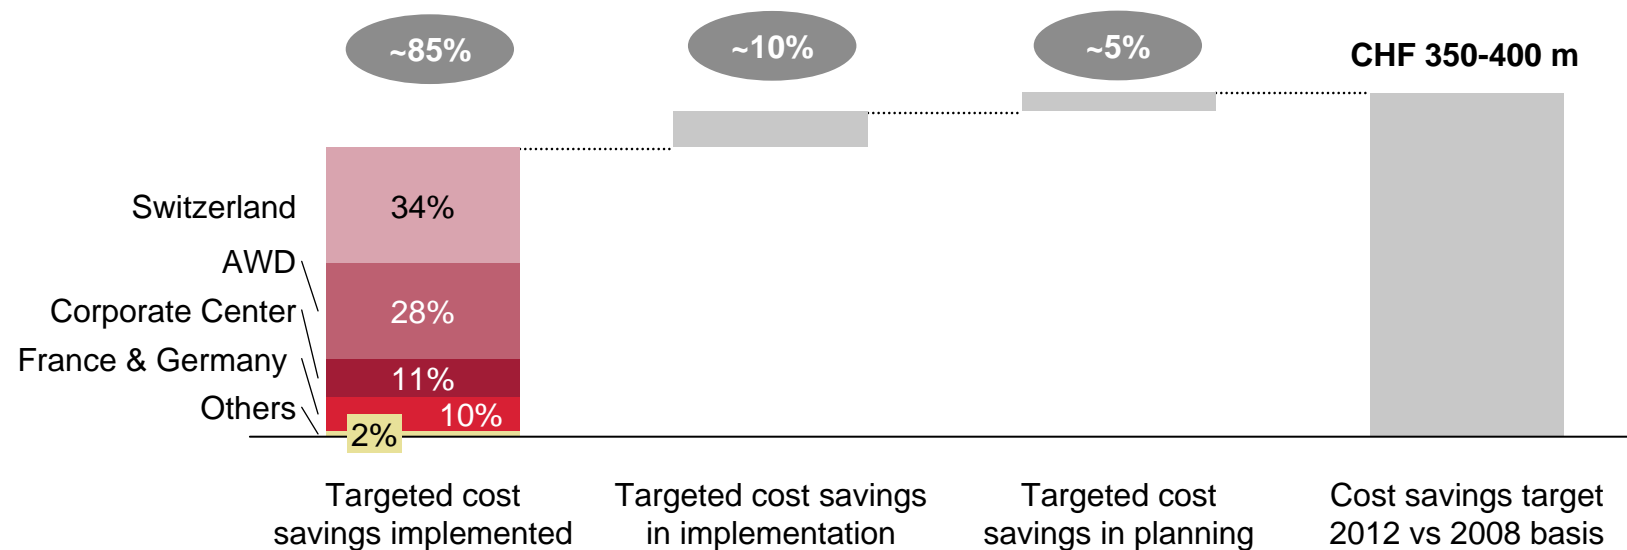 ~85%
~10%
~5%
CHF 350-400 m
Switzerland
34%
AWD
28%
Corporate Center
11%
France & Germany
10%
Others
2%
Targeted cost
savings implemented
Targeted cost savings
in implementation
Targeted cost
savings in planning
Cost savings target
2012 vs 2008 basis